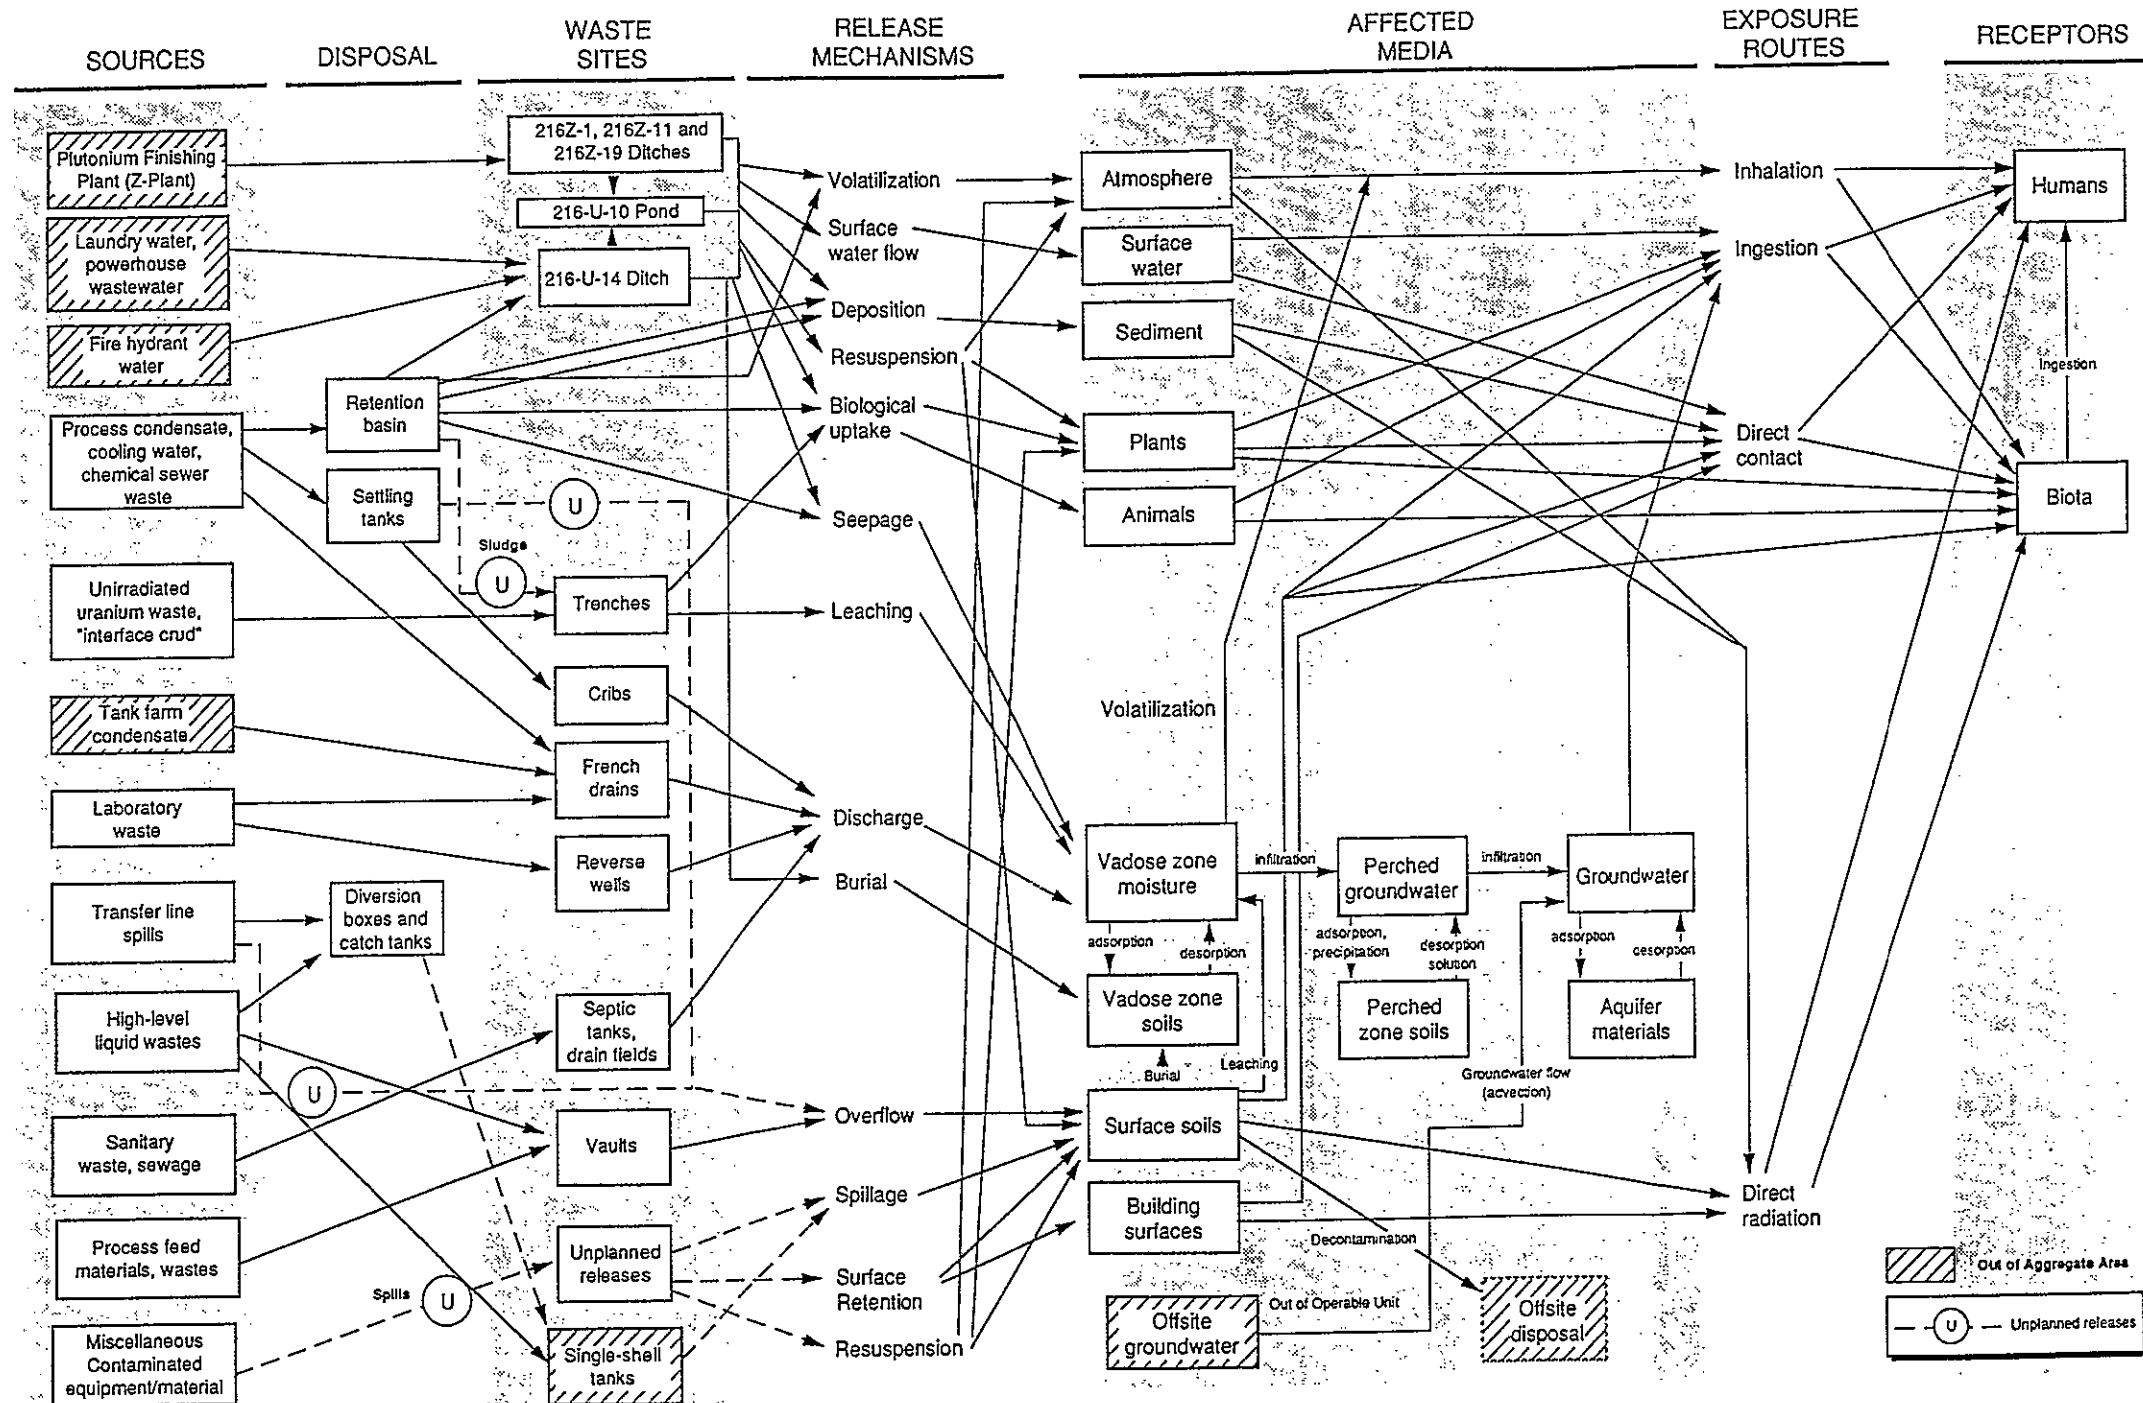 SOURCES
DISPOSAL
WASTE
SITES
RELEASE
MECHANISMS
AFFECTED
MEDIA
EXPOSURE
ROUTES
RECEPTORS
Plutonium Finishing
Plant (Z-Plant)
Laundry water,
powerhouse
wastewater
Fire hydrant
water
Process condensate,
cooling water,
chemical sewer
waste
Unirradiated
uranium waste,
"interface crud"
Tank farm
condensate
Laboratory
waste
Transfer line
spills
High-level
liquid wastes
Sanitary
waste, sewage
Process feed
materials, wastes
Miscellaneous
Contaminated
equipment/material
Retention
basin
Settling
tanks
Diversion
boxes and
catch tanks
U
Sludge
U
U
Spills
U
216Z-1, 216Z-11 and
216Z-19 Ditches
216-U-10 Pond
216-U-14 Ditch
Trenches
Cribs
French
drains
Reverse
wells
Septic
tanks,
drain fields
Vaults
Unplanned
releases
Single-shell
tanks
Volatilization
Surface
water flow
Deposition
Resuspension
Biological
uptake
Seepage
Leaching
Discharge
Burial
Overflow
Spillage
Surface
Retention
Resuspension
Atmosphere
Surface
water
Sediment
Plants
Animals
Volatilization
Vadose zone
moisture
infiltration
Perched
groundwater
infiltration
Groundwater
adsorption
desorption
adsorption,
precipitation
desorption
solution
adsorption
desorption
Vadose zone
soils
Perched
zone soils
Aquifer
materials
Burial
Leaching
Groundwater flow
(advection)
Surface soils
Building
surfaces
Decontamination
Offsite
groundwater
Out of Operable Unit
Offsite
disposal
Inhalation
Ingestion
Direct
contact
Direct
radiation
Humans
Ingestion
Biota
Out of Aggregate Area
U
Unplanned releases